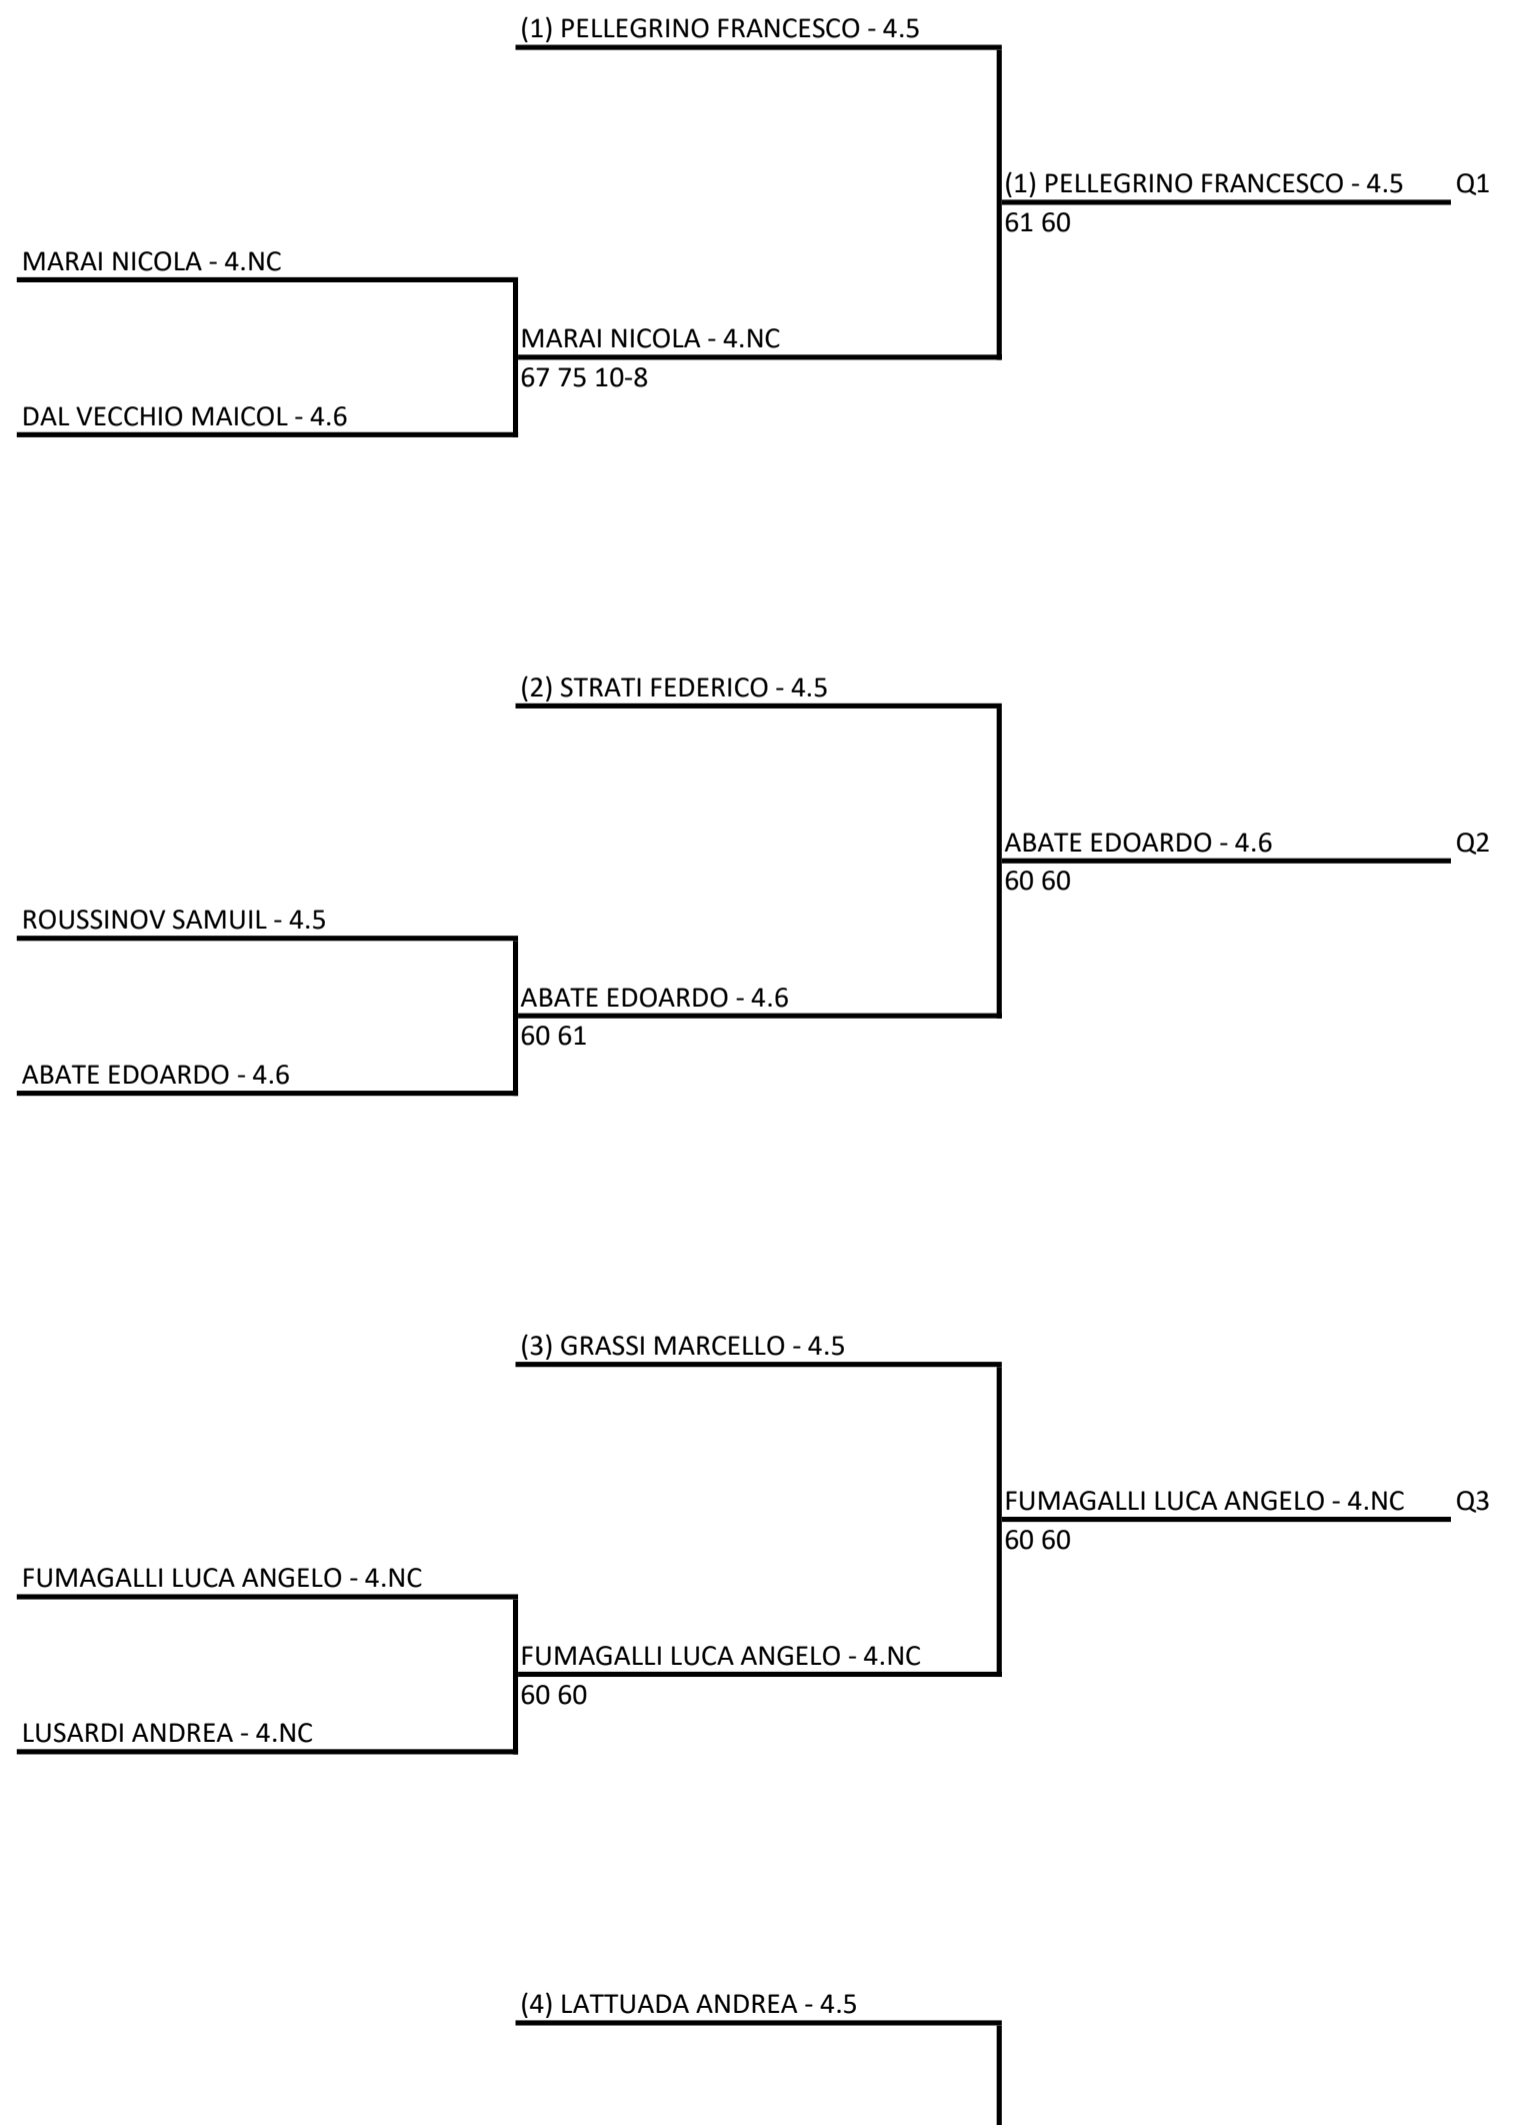 (1) PELLEGRINO FRANCESCO - 4.5
(1) PELLEGRINO FRANCESCO - 4.5 Q1
61 60
MARAI NICOLA - 4.NC
MARAI NICOLA - 4.NC
67 75 10-8
DAL VECCHIO MAICOL - 4.6
(2) STRATI FEDERICO - 4.5
ABATE EDOARDO - 4.6 Q2
60 60
ROUSSINOV SAMUIL - 4.5
ABATE EDOARDO - 4.6
60 61
ABATE EDOARDO - 4.6
(3) GRASSI MARCELLO - 4.5
FUMAGALLI LUCA ANGELO - 4.NC Q3
60 60
FUMAGALLI LUCA ANGELO - 4.NC
FUMAGALLI LUCA ANGELO - 4.NC
60 60
LUSARDI ANDREA - 4.NC
(4) LATTUADA ANDREA - 4.5